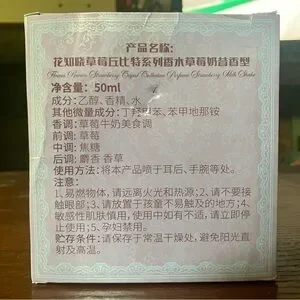 产品名称:
花知晓草莓丘比特系列香水草莓奶昔香型
Flower Knows Strawberry Cupid Collection Perfume Strawberry Milk Shake
净含量: 50ml
成分: 乙醇、香精、水
其他微量成分: 丁羟甲苯、苯甲地那铵
香调: 草莓牛奶美食调
前调: 草莓
中调: 焦糖
后调: 麝香 香草
使用方法: 将本产品喷于耳后、手腕等处。
注意:
1、易燃物体,请远离火光和热源; 2、请不要接
触眼部; 3、请放置于孩童不易触及的地方; 4、
敏感性肌肤慎用,使用中如有不适,请立即停止
使用; 5、孕妇禁用。
贮存条件: 请保存于常温干燥处,避免阳光直
射及高温。